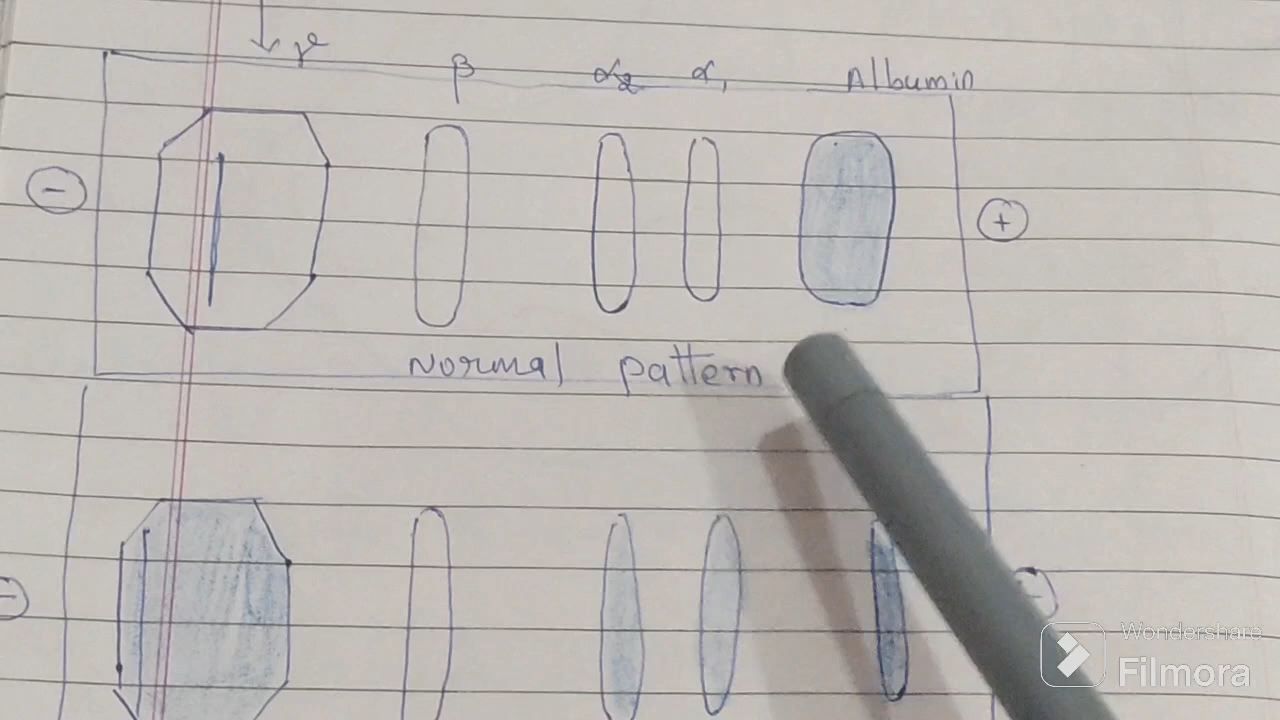 γ β α2 α1 Albumin
− +
Normal pattern
−
Wondershare
Filmora